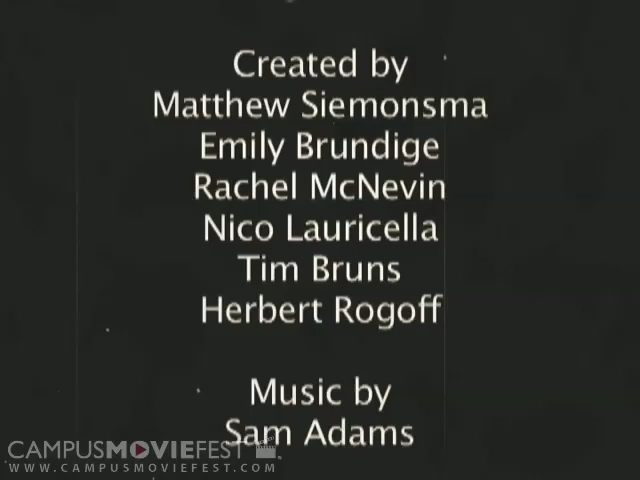 Created by
Matthew Siemonsma
Emily Brundige
Rachel McNevin
Nico Lauricella
Tim Bruns
Herbert Rogoff
Music by
Sam Adams
CAMPUSMOVIEFEST
WWW.CAMPUSMOVIEFEST.COM